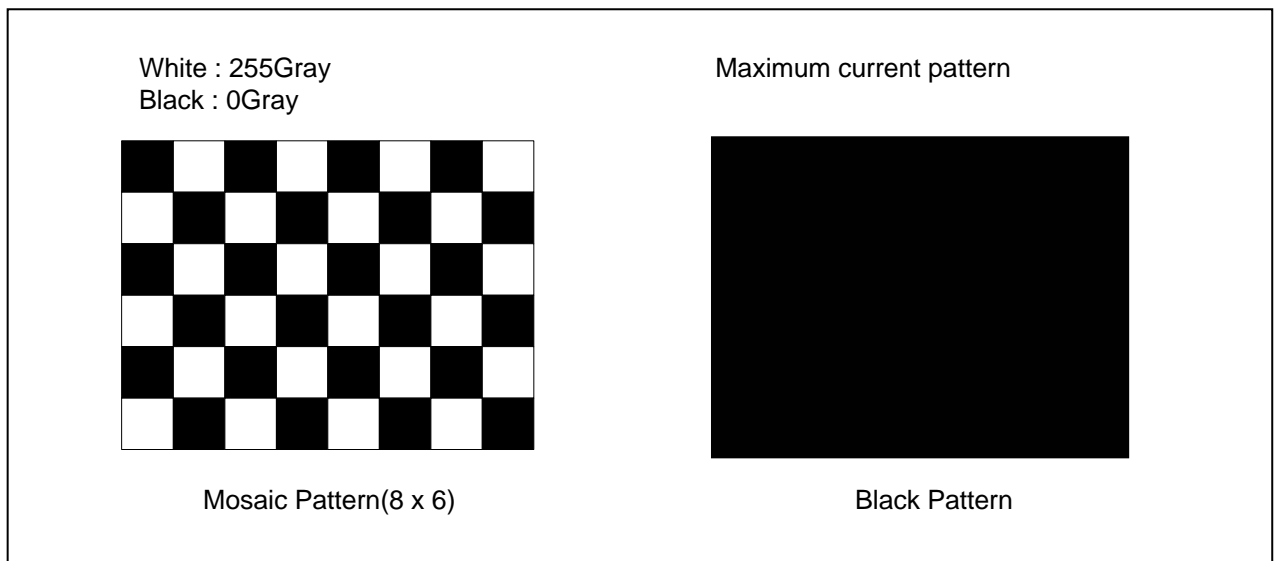 White : 255Gray
Black : 0Gray
Maximum current pattern
Mosaic Pattern(8 x 6)
Black Pattern